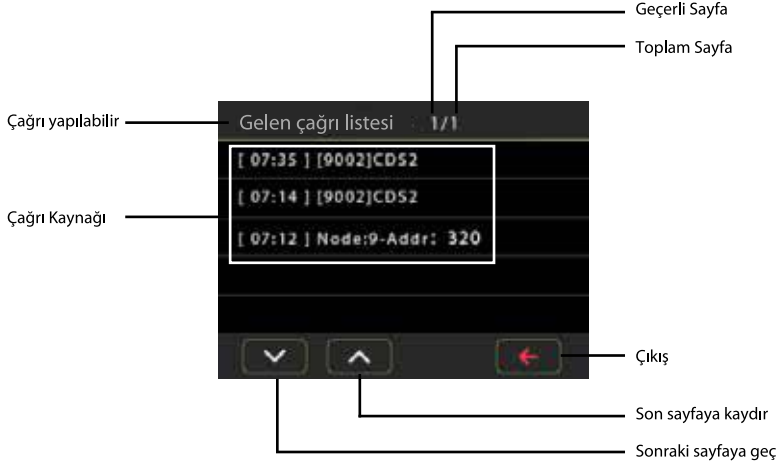 Geçerli Sayfa
Toplam Sayfa
Çağrı yapılabilir
Gelen çağrı listesi 1/1
[ 07:35 ] [9002]CDS2
[ 07:14 ] [9002]CDS2
Çağrı Kaynağı
[ 07:12 ] Node:9-Addr: 320
Çıkış
Son sayfaya kaydır
Sonraki sayfaya geç